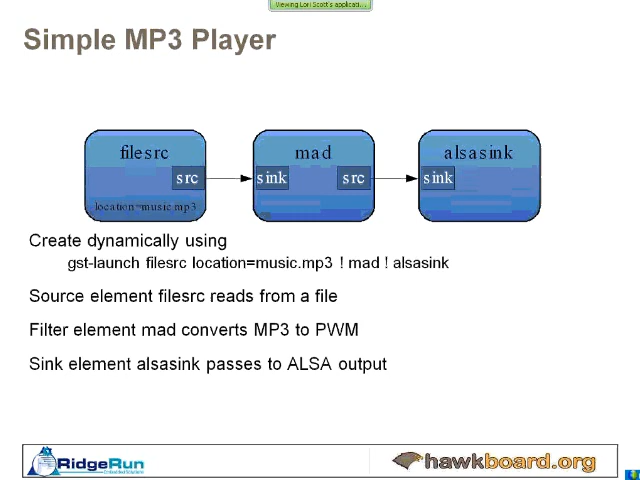 Viewing Lori Scott's applicati...
Simple MP3 Player
filesrc
mad
alsasink
src
sink
src
sink
location=music.mp3
Create dynamically using
gst-launch filesrc location=music.mp3 ! mad ! alsasink
Source element filesrc reads from a file
Filter element mad converts MP3 to PWM
Sink element alsasink passes to ALSA output
RidgeRun
Embedded Solutions
hawkboard.org